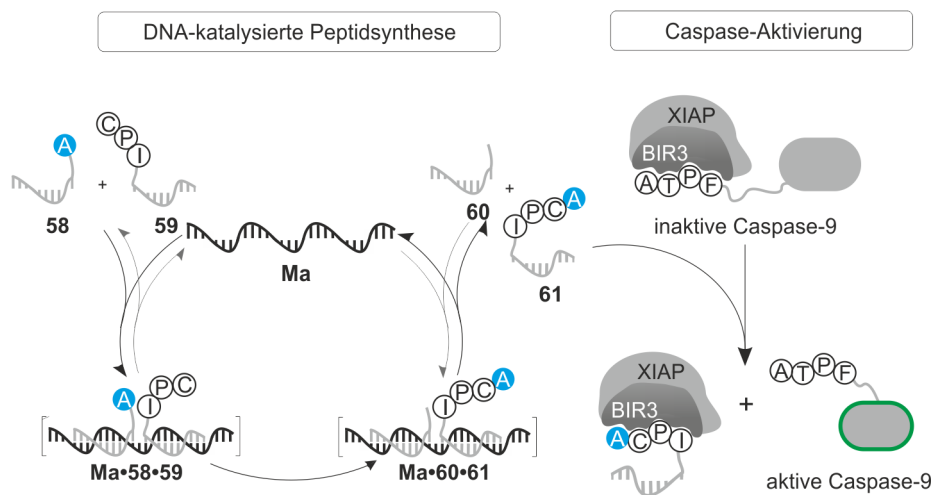 DNA-katalysierte Peptidsynthese
Caspase-Aktivierung
A
C
P
I
+
58
59
Ma
60
+
I P C A
61
XIAP
BIR3
A T P F
inaktive Caspase-9
A I P C
Ma•58•59
I P C A
Ma•60•61
XIAP
BIR3
A C P I
+
A T P F
aktive Caspase-9